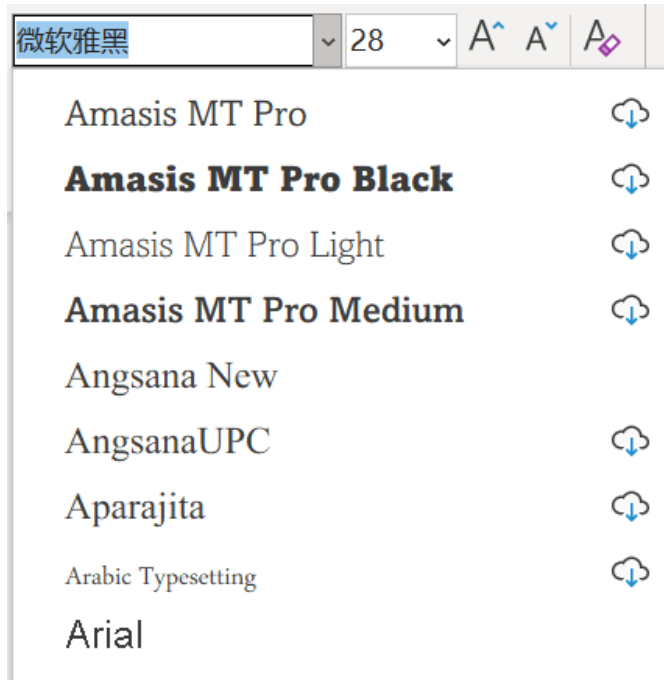 微软雅黑 28 A A A
Amasis MT Pro
Amasis MT Pro Black
Amasis MT Pro Light
Amasis MT Pro Medium
Angsana New
AngsanaUPC
Aparajita
Arabic Typesetting
Arial